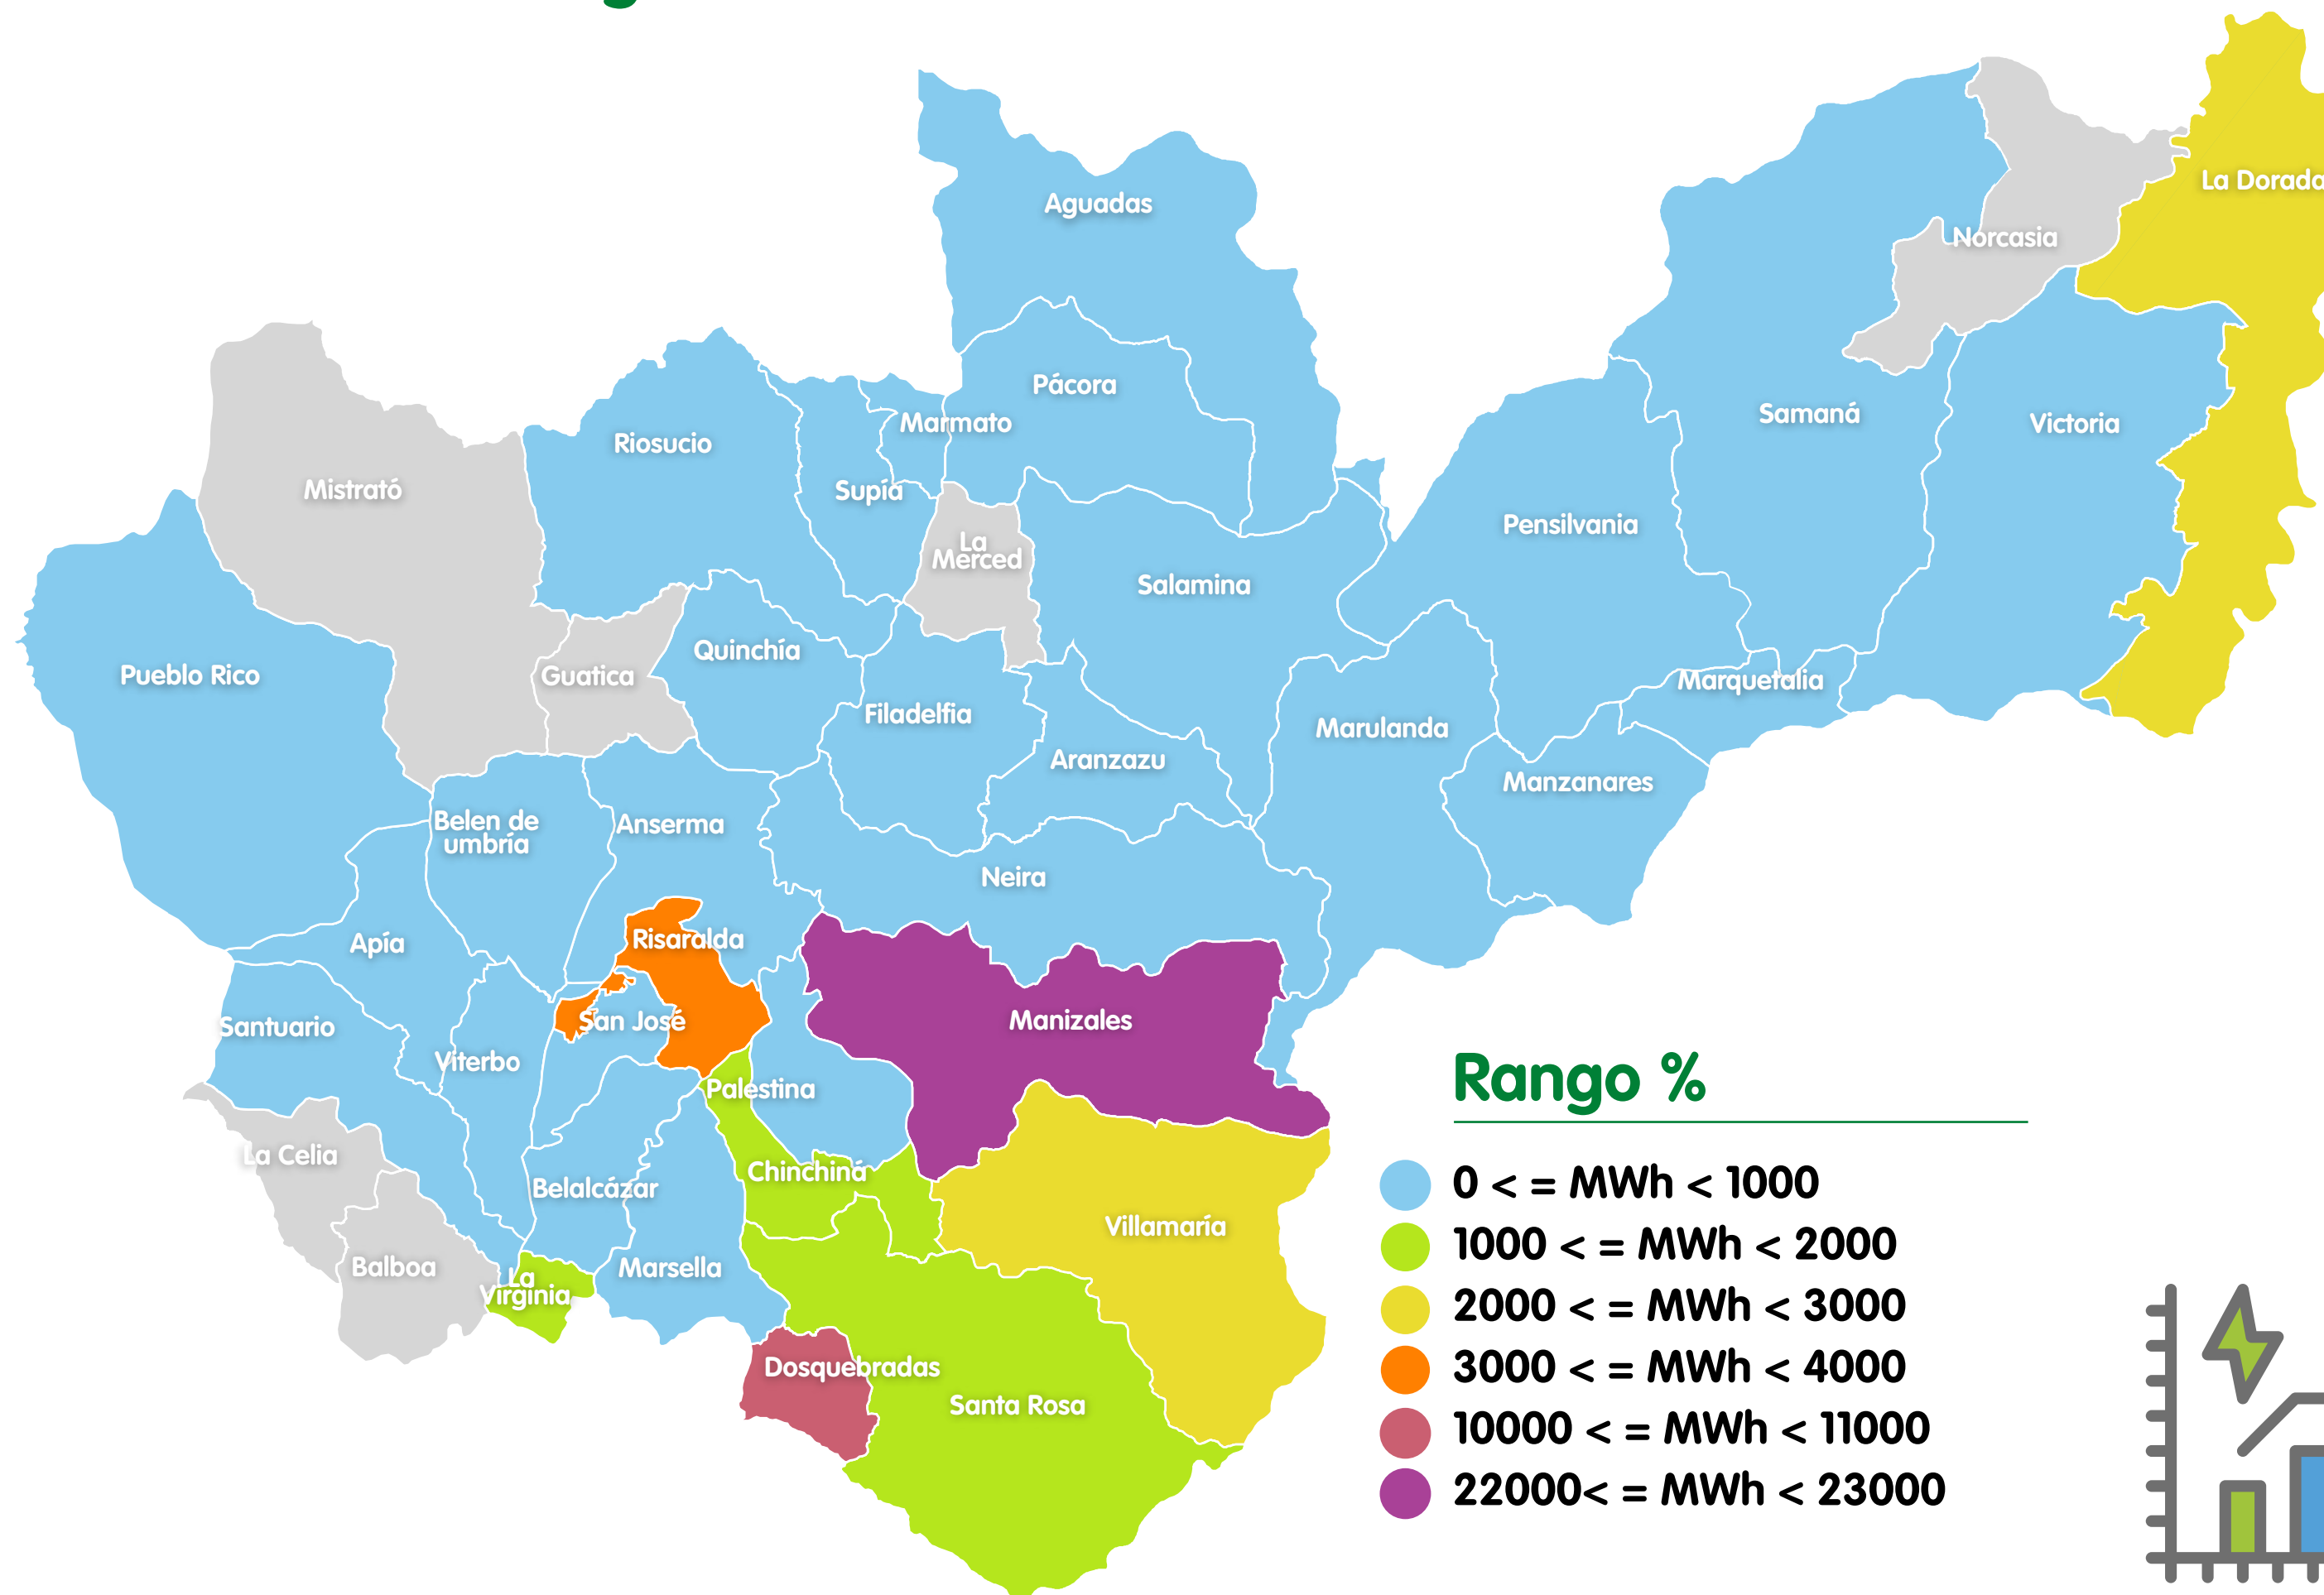 Aguadas
La Dorada
Norcasia
Pácora
Samaná
Marmato
Victoria
Riosucio
Mistrató
Supía
Pensilvania
La
Merced
Salamina
Quinchía
Pueblo Rico
Guatica
Marquetalia
Filadelfia
Marulanda
Aranzazu
Manzanares
Belen de
umbría
Anserma
Neira
Risaralda
Apía
Santuario
San José
Manizales
Viterbo
Palestina
La Celia
Chinchiná
Belalcázar
Villamaría
Balboa
Marsella
La
Virginia
Dosquebradas
Santa Rosa
Rango %
0 < = MWh < 1000
1000 < = MWh < 2000
2000 < = MWh < 3000
3000 < = MWh < 4000
10000 < = MWh < 11000
22000< = MWh < 23000